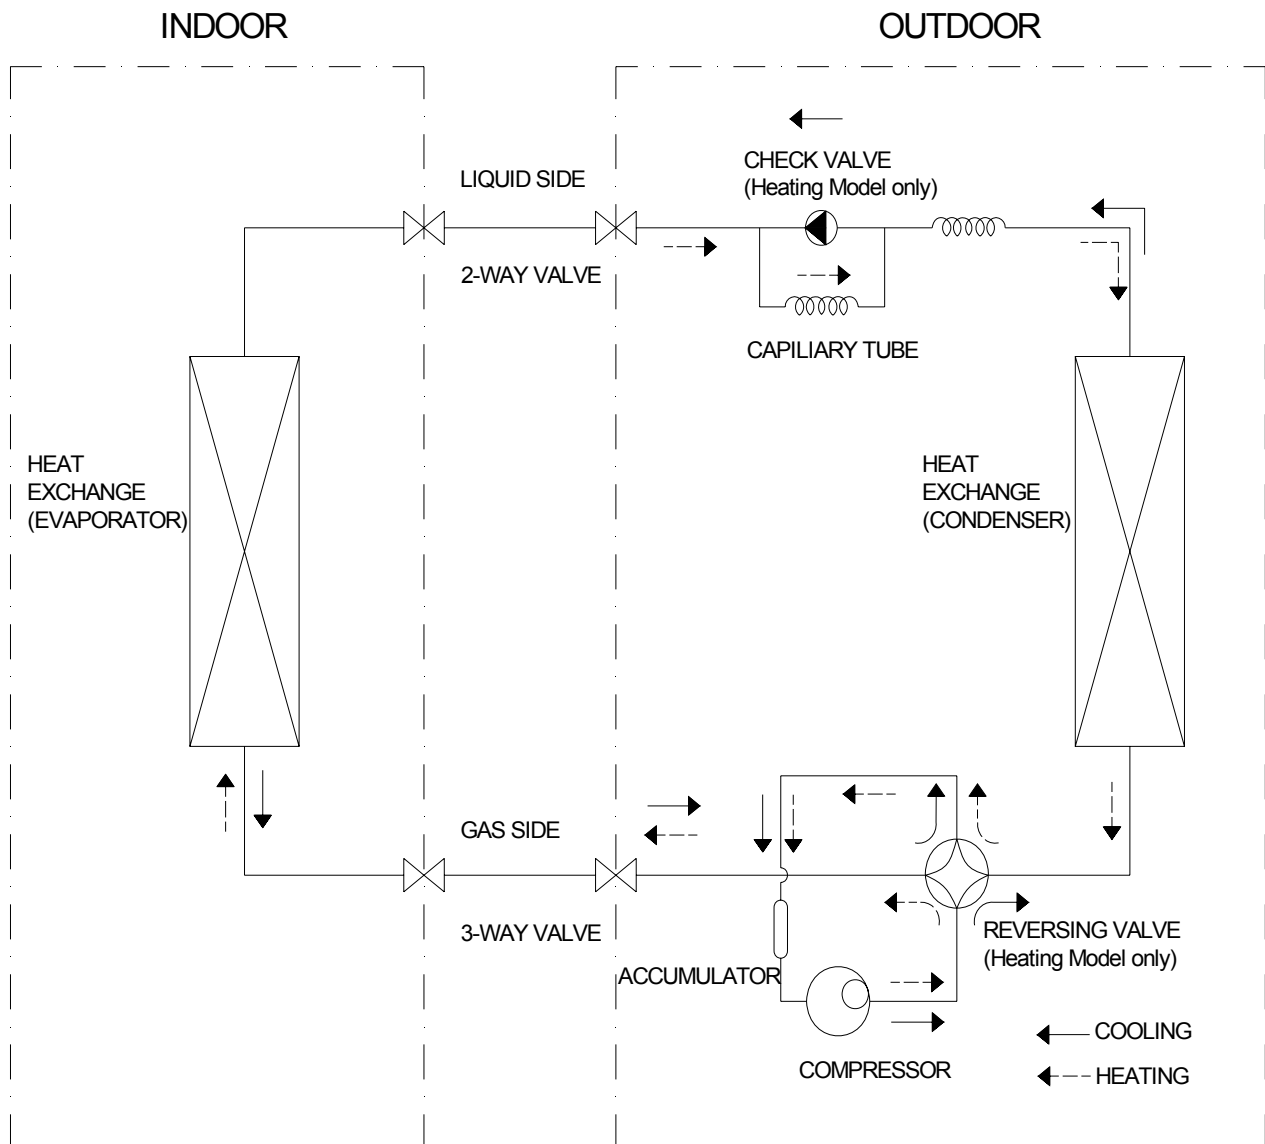 INDOOR
OUTDOOR
LIQUID SIDE
2-WAY VALVE
CHECK VALVE
(Heating Model only)
CAPILIARY TUBE
HEAT
EXCHANGE
(EVAPORATOR)
HEAT
EXCHANGE
(CONDENSER)
GAS SIDE
3-WAY VALVE
REVERSING VALVE
(Heating Model only)
ACCUMULATOR
COMPRESSOR
COOLING
HEATING